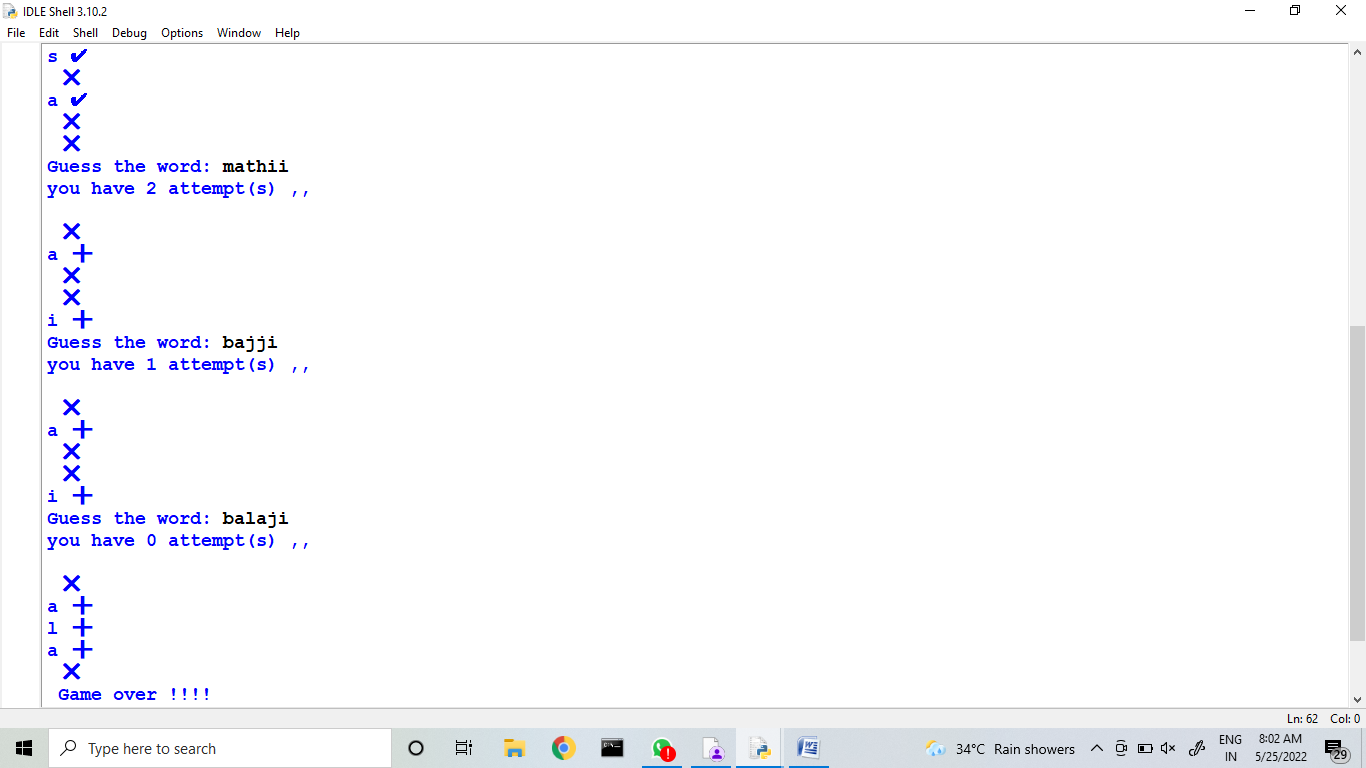 IDLE Shell 3.10.2
File Edit Shell Debug Options Window Help
s ✔
✕
a ✔
✕
✕
Guess the word: mathii
you have 2 attempt(s) ,,
✕
a +
✕
✕
i +
Guess the word: bajji
you have 1 attempt(s) ,,
✕
a +
✕
✕
i +
Guess the word: balaji
you have 0 attempt(s) ,,
✕
a +
l +
a +
✕
Game over !!!!
Ln: 62 Col: 0
Type here to search
34°C Rain showers
ENG
IN
8:02 AM
5/25/2022
29